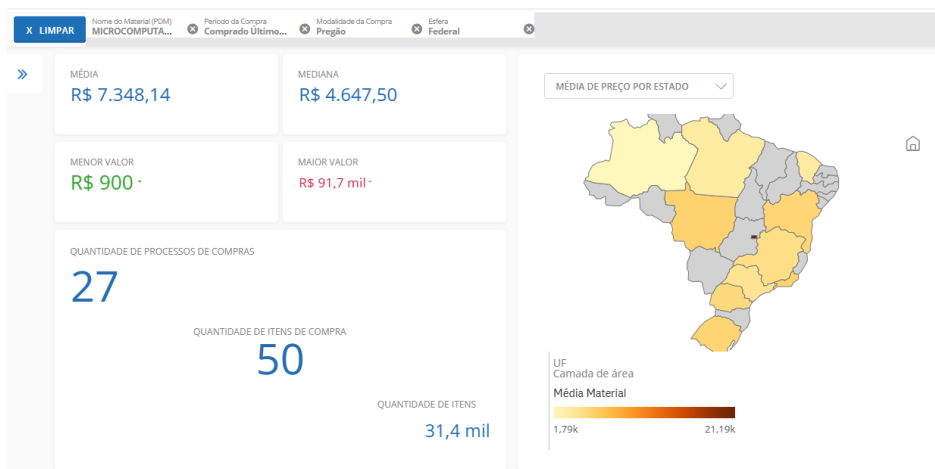 X LIMPAR
Nome do Material (PDM)
MICROCOMPUTA...
Período da Compra
Comprado Último...
Modalidade da Compra
Pregão
Esfera
Federal
MÉDIA
R$ 7.348,14
MEDIANA
R$ 4.647,50
MENOR VALOR
R$ 900 -
MAIOR VALOR
R$ 91,7 mil -
QUANTIDADE DE PROCESSOS DE COMPRAS
27
QUANTIDADE DE ITENS DE COMPRA
50
QUANTIDADE DE ITENS
31,4 mil
MÉDIA DE PREÇO POR ESTADO
UF
Camada de área
Média Material
1,79k
21,19k